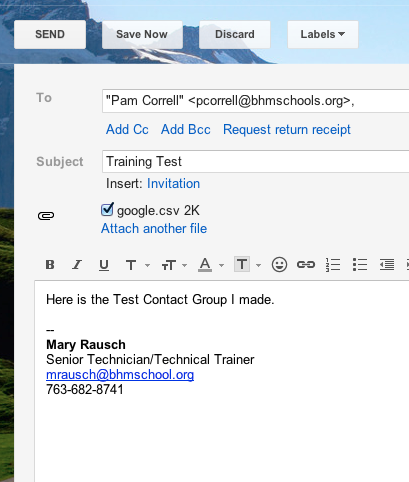 SEND Save Now Discard Labels
To "Pam Correll" <pcorrell@bhmschools.org>,
Add Cc Add Bcc Request return receipt
Subject Training Test
Insert: Invitation
google.csv 2K
Attach another file
B I U T TT A T
Here is the Test Contact Group I made.
--
Mary Rausch
Senior Technician/Technical Trainer
mrausch@bhmschool.org
763-682-8741